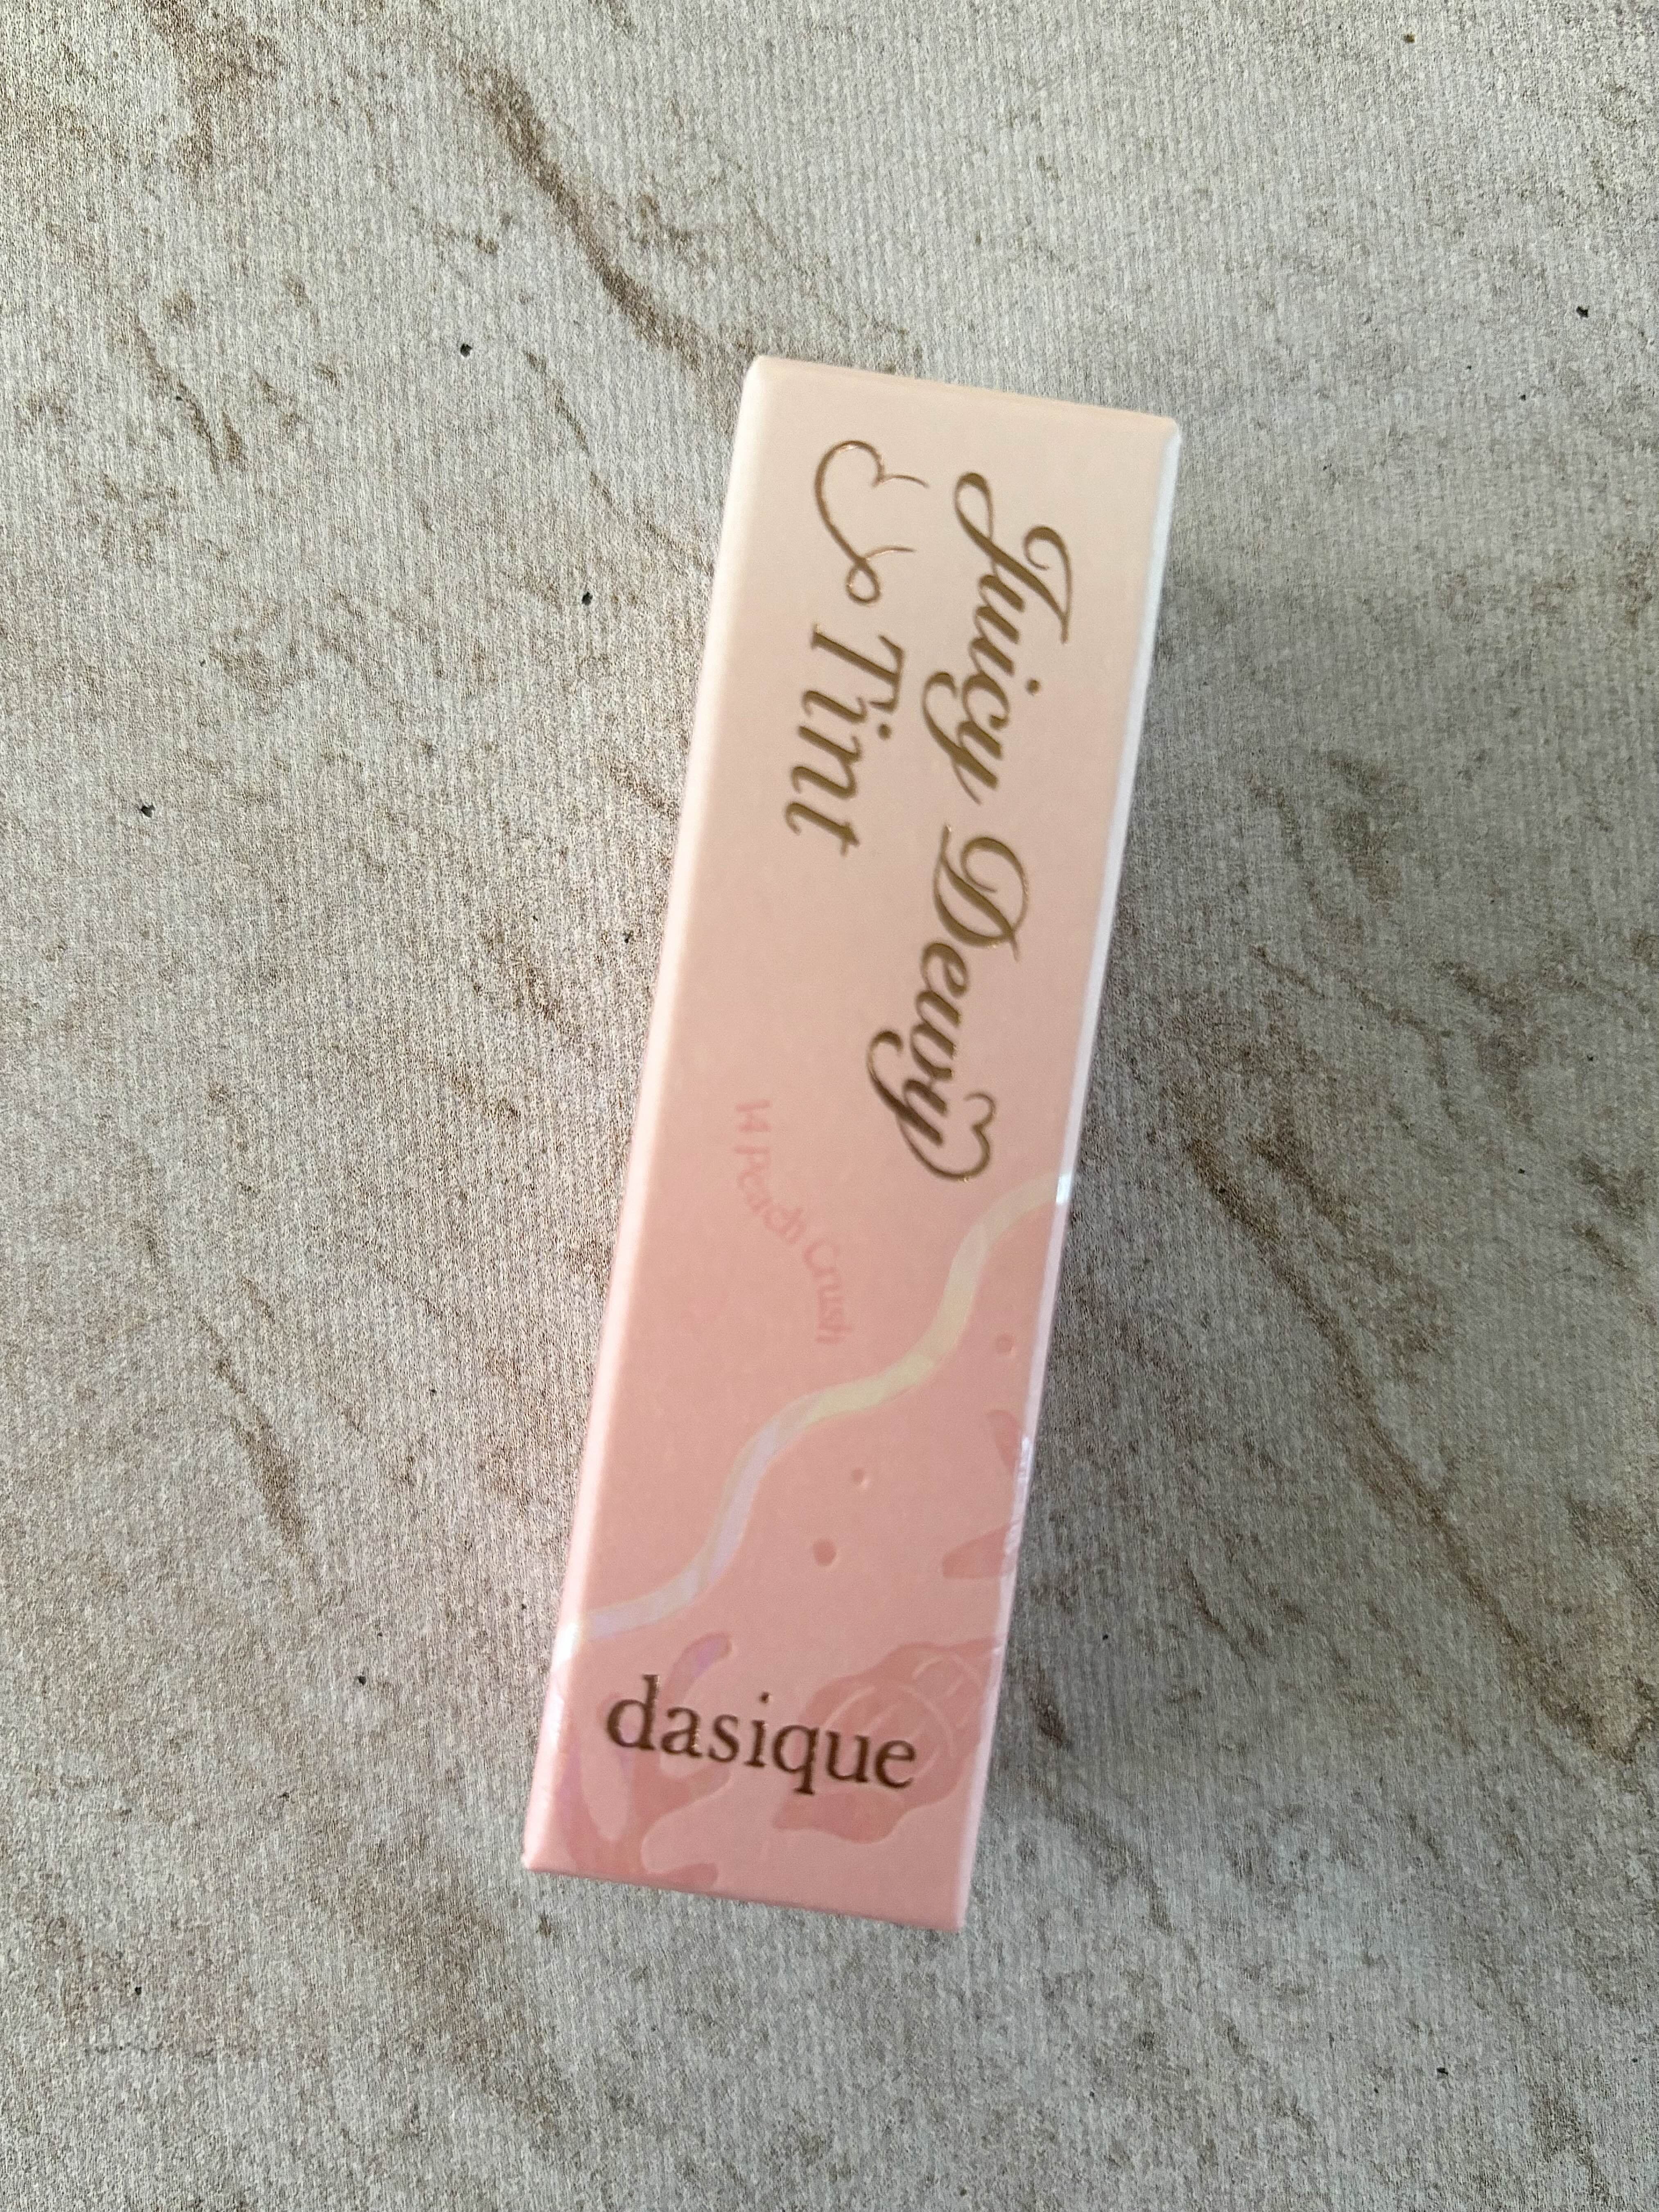 Juicy Dewy
Tint
14 Peach Crush
dasique